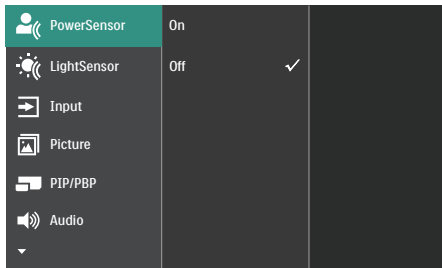 PowerSensor
On
LightSensor
Off
Input
Picture
PIP/PBP
Audio